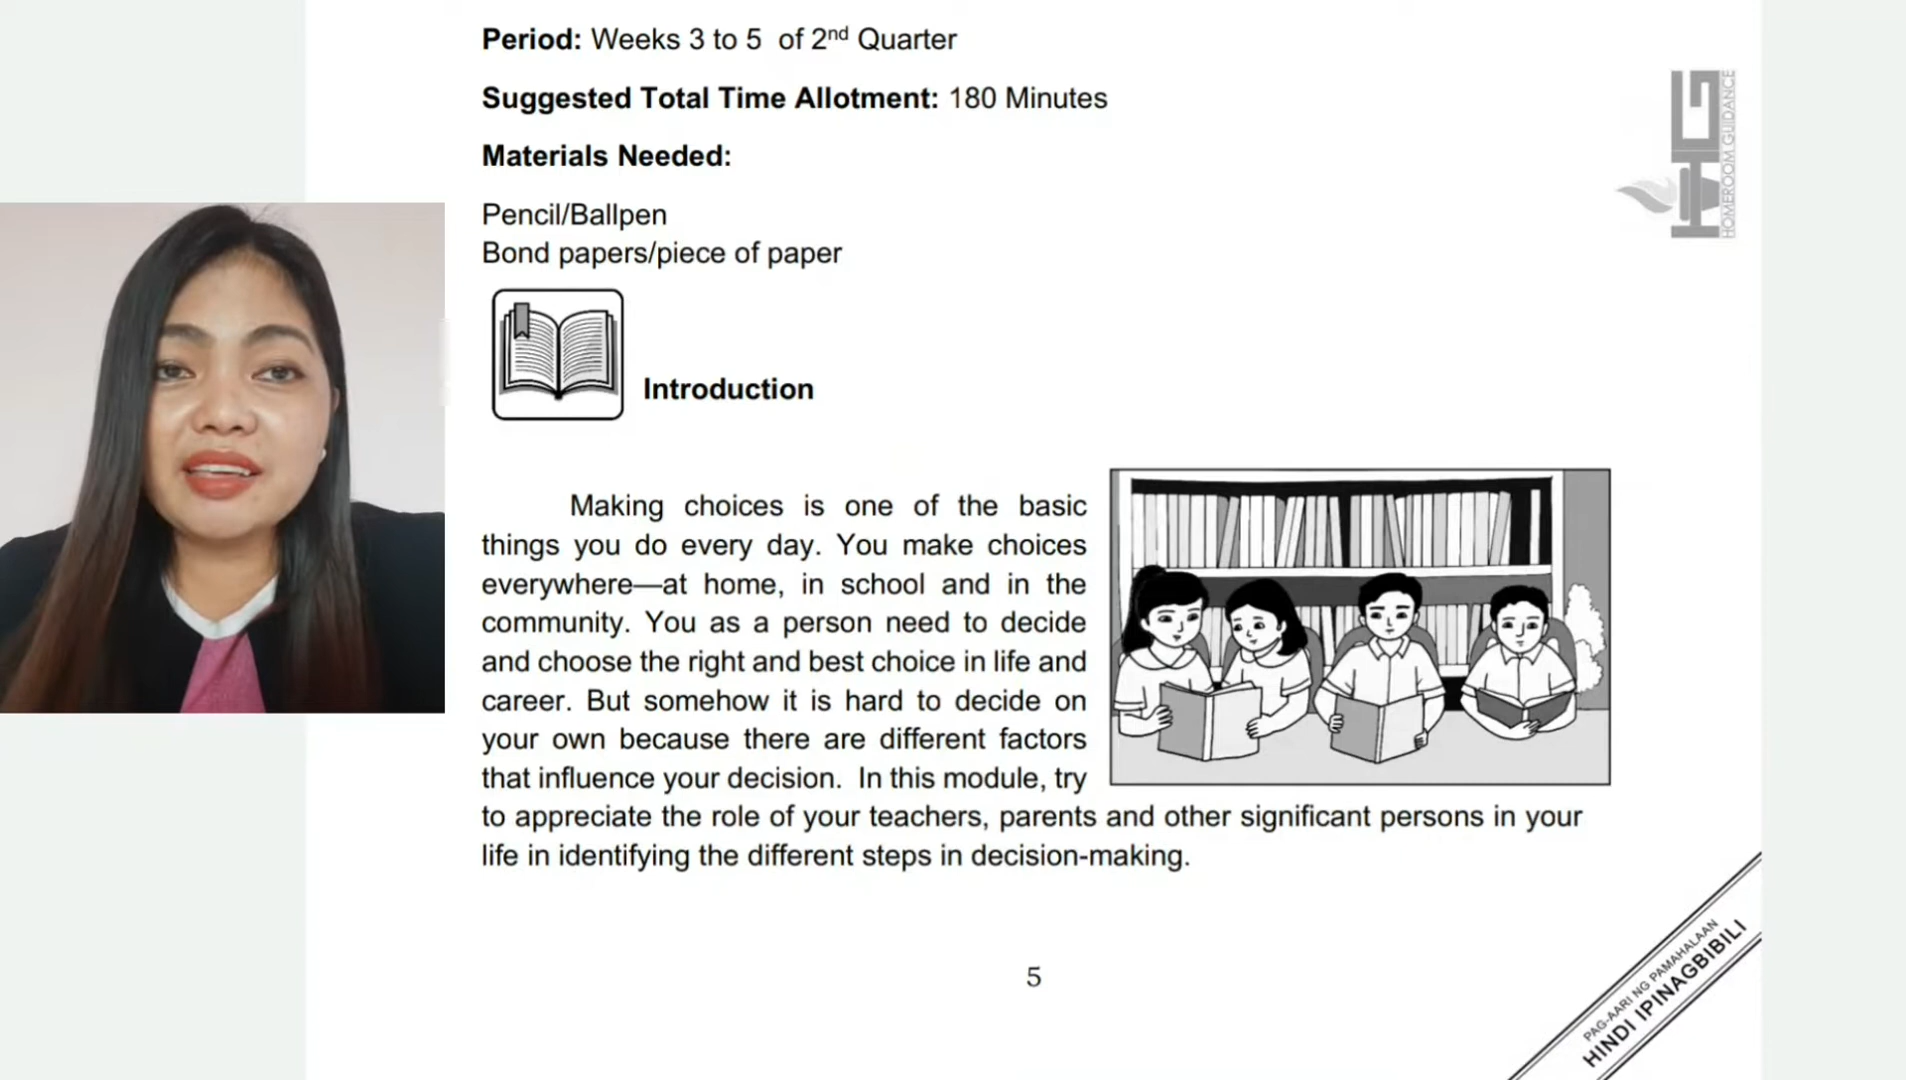 Period: Weeks 3 to 5 of 2nd Quarter
Suggested Total Time Allotment: 180 Minutes
Materials Needed:
Pencil/Ballpen
Bond papers/piece of paper
HG
HOMEROOM GUIDANCE
Introduction
Making choices is one of the basic
things you do every day. You make choices
everywhere—at home, in school and in the
community. You as a person need to decide
and choose the right and best choice in life and
career. But somehow it is hard to decide on
your own because there are different factors
that influence your decision. In this module, try
to appreciate the role of your teachers, parents and other significant persons in your
life in identifying the different steps in decision-making.
5
PAG-AARI NG PAMAHALAAN
HINDI IPINAGBIBILI